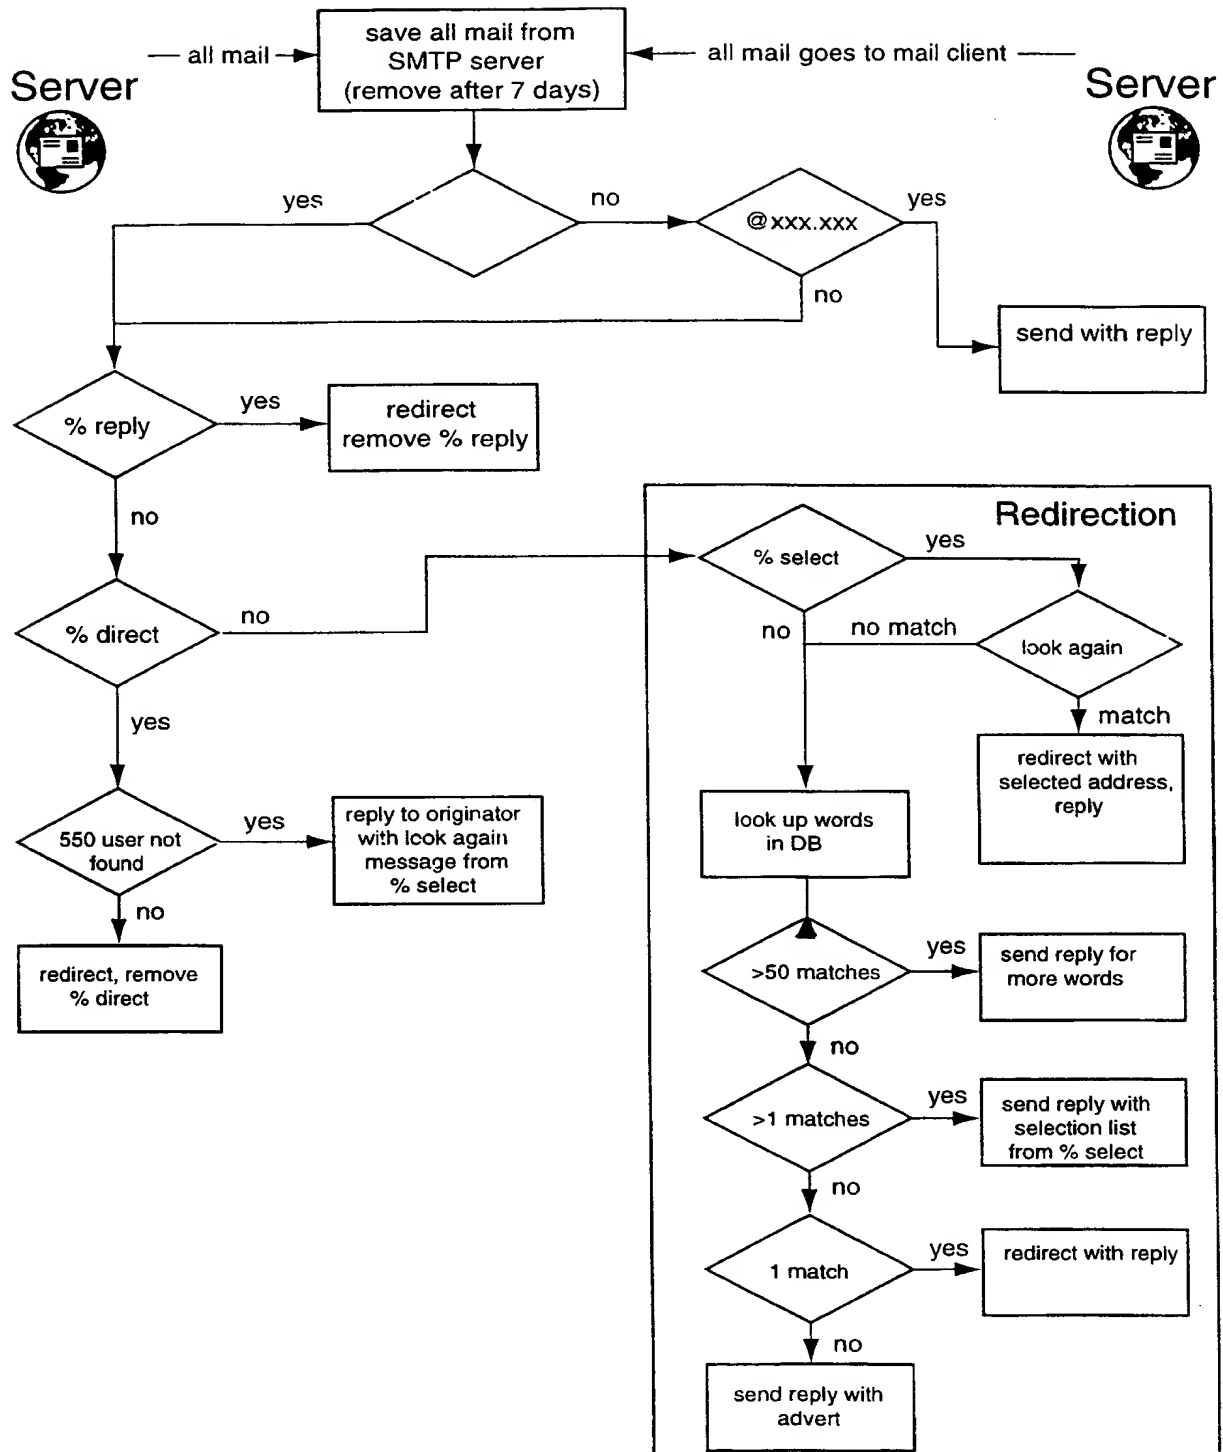 save all mail from
SMTP server
(remove after 7 days)
all mail
all mail goes to mail client
Server
Server
yes
no
@xxx.xxx
yes
no
send with reply
% reply
yes
redirect
remove % reply
no
% direct
no
yes
550 user not
found
yes
reply to originator
with look again
message from
% select
no
redirect, remove
% direct
Redirection
% select
yes
no
no match
look again
match
redirect with
selected address,
reply
look up words
in DB
>50 matches
yes
send reply for
more words
no
>1 matches
yes
send reply with
selection list
from % select
no
1 match
yes
redirect with reply
no
send reply with
advert